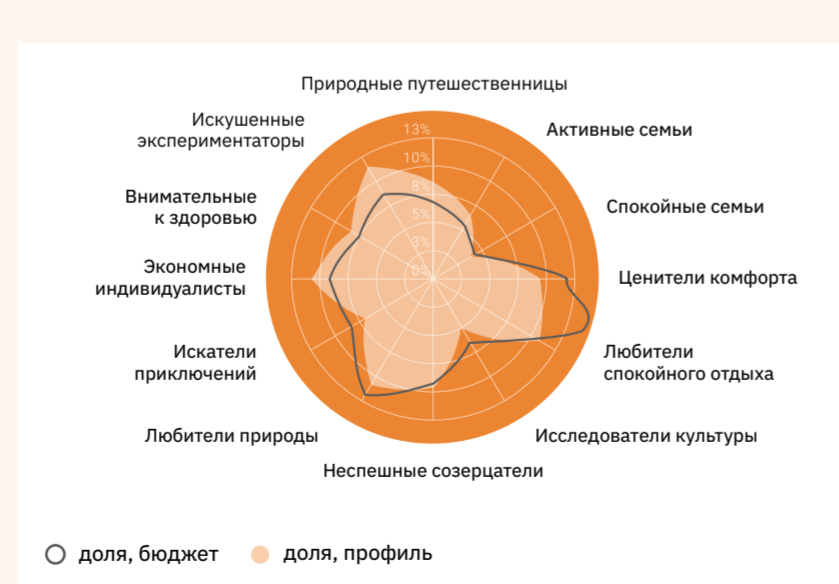 Природные путешественницы
Искушенные
экспериментаторы
Активные семьи
13%
10%
8%
5%
3%
0%
Внимательные
к здоровью
Спокойные семьи
Экономные
индивидуалисты
Ценители комфорта
Искатели
приключений
Любители
спокойного отдыха
Любители природы
Исследователи культуры
Неспешные созерцатели
доля, бюджет
доля, профиль